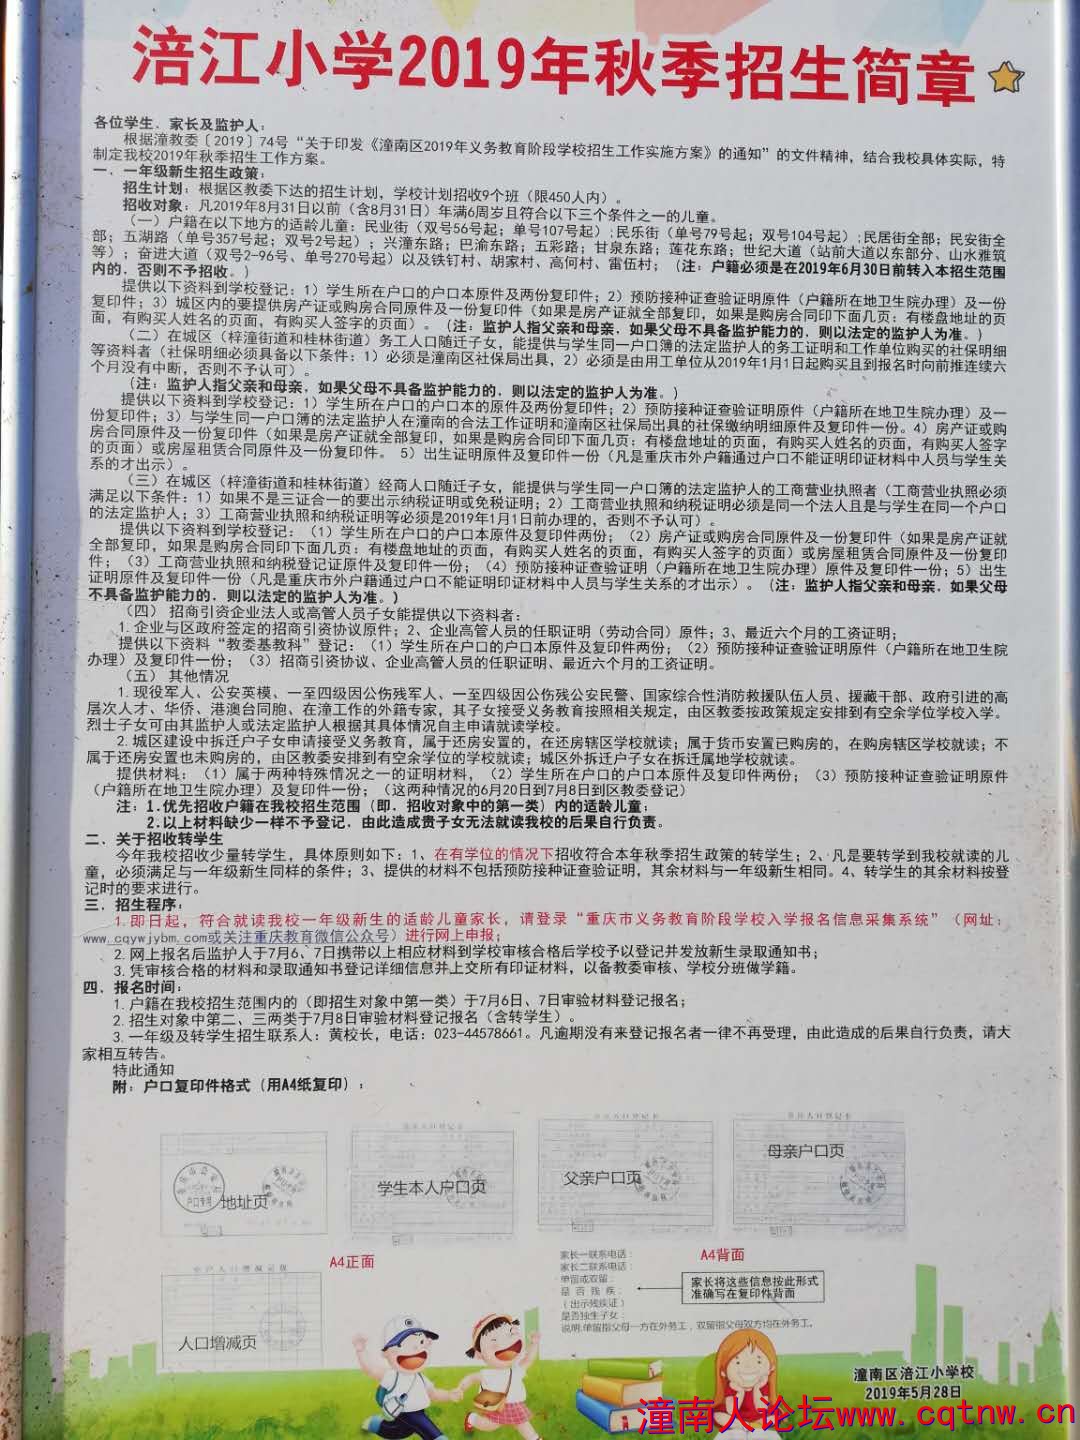 涪江小学2019年秋季招生简章
各位学生、家长及监护人：
根据潼教委〔2019〕74号“关于印发《潼南区2019年义务教育阶段学校招生工作实施方案》的通知”的文件精神，结合我校具体实际，特
制定我校2019年秋季招生工作方案。
一、一年级新生招生政策：
招生计划：根据区教委下达的招生计划，学校计划招收9个班（限450人内）。
招收对象：凡2019年8月31日以前（含8月31日）年满6周岁且符合以下三个条件之一的儿童。
（一）户籍在以下地方的适龄儿童：民业街（双号56号起；单号107号起）;民乐街（单号79号起；双号104号起）;民居街全部；民安街全
部；五湖路（单号357号起；双号2号起）；兴潼东路；巴渝东路；五彩路；甘泉东路；莲花东路；世纪大道（站前大道以东部分、山水雅筑
等）；奋进大道（双号2-96号、单号270号起）以及铁钉村、胡家村、高何村、雷伍村；（注：户籍必须是在2019年6月30日前转入本招生范围
内的，否则不予招收。）
提供以下资料到学校登记：1）学生所在户口的户口本原件及两份复印件；2）预防接种证查验证明原件（户籍所在地卫生院办理）及一份
复印件；3）城区内的要提供房产证或购房合同原件及一份复印件（如果是房产证就全部复印，如果是购房合同印下面几页：有楼盘地址的页
面，有购买人姓名的页面，有购买人签字的页面）。（注：监护人指父亲和母亲，如果父母不具备监护能力的，则以法定的监护人为准。）
（二）在城区（梓潼街道和桂林街道）务工人口随迁子女，能提供与学生同一户口簿的法定监护人的务工证明和工作单位购买的社保明细
等资料者（社保明细必须具备以下条件：1）必须是潼南区社保局出具，2）必须是由用工单位从2019年1月1日起购买且到报名时向前推连续六
个月没有中断，否则不予认可）。
（注：监护人指父亲和母亲，如果父母不具备监护能力的，则以法定的监护人为准。）
提供以下资料到学校登记：1）学生所在户口的户口本的原件及两份复印件；2）预防接种证查验证明原件（户籍所在地卫生院办理）及一
份复印件；3）与学生同一户口簿的法定监护人在潼南的合法工作证明和潼南区社保局出具的社保缴纳明细原件及复印件一份。4）房产证或购
房合同原件及一份复印件（如果是房产证就全部复印，如果是购房合同印下面几页：有楼盘地址的页面，有购买人姓名的页面，有购买人签字
的页面）或房屋租赁合同原件及一份复印件。 5）出生证明原件及复印件一份（凡是重庆市外户籍通过户口不能证明印证材料中人员与学生关
系的才出示）。
（三）在城区（梓潼街道和桂林街道）经商人口随迁子女，能提供与学生同一户口簿的法定监护人的工商营业执照者（工商营业执照必须
满足以下条件：1）如果不是三证合一的要出示纳税证明或免税证明；2）工商营业执照和纳税证明必须是同一个法人且是与学生在同一个户口
的法定监护人；3）工商营业执照和纳税证明等必须是2019年1月1日前办理的，否则不予认可）。
提供以下资料到学校登记：（1）学生所在户口的户口本原件及复印件两份；（2）房产证或购房合同原件及一份复印件（如果是房产证就
全部复印，如果是购房合同印下面几页：有楼盘地址的页面，有购买人姓名的页面，有购买人签字的页面）或房屋租赁合同原件及一份复印
件；（3）工商营业执照和纳税登记证原件及复印件一份；（4）预防接种证查验证明（户籍所在地卫生院办理）原件及复印件一份；5）出生
证明原件及复印件一份（凡是重庆市外户籍通过户口不能证明印证材料中人员与学生关系的才出示）。（注：监护人指父亲和母亲，如果父母
不具备监护能力的，则以法定的监护人为准。）
（四） 招商引资企业法人或高管人员子女能提供以下资料者：
1.企业与区政府签定的招商引资协议原件；2、企业高管人员的任职证明（劳动合同）原件；3、最近六个月的工资证明；
提供以下资料“教委基教科”登记：（1）学生所在户口的户口本原件及复印件两份；（2）预防接种证查验证明原件（户籍所在地卫生院
办理）及复印件一份；（3）招商引资协议、企业高管人员的任职证明、最近六个月的工资证明。
（五） 其他情况
1.现役军人、公安英模、一至四级因公伤残军人、一至四级因公伤残公安民警、国家综合性消防救援队伍人员、援藏干部、政府引进的高
层次人才、华侨、港澳台同胞、在潼工作的外籍专家，其子女接受义务教育按照相关规定，由区教委按政策规定安排到有空余学位学校入学。
烈士子女可由其监护人或法定监护人根据其具体情况自主申请就读学校。
2.城区建设中拆迁户子女申请接受义务教育，属于还房安置的，在还房辖区学校就读；属于货币安置已购房的，在购房辖区学校就读；不
属于还房安置也未购房的，由区教委安排到有空余学位的学校就读；城区外拆迁户子女在拆迁属地学校就读。
提供材料：（1）属于两种特殊情况之一的证明材料，（2）学生所在户口的户口本原件及复印件两份；（3）预防接种证查验证明原件
（户籍所在地卫生院办理）及复印件一份；（这两种情况的6月20日到7月8日到区教委登记）
注：1.优先招收户籍在我校招生范围（即，招收对象中的第一类）内的适龄儿童；
2.以上材料缺少一样不予登记，由此造成贵子女无法就读我校的后果自行负责。
二、关于招收转学生
今年我校招收少量转学生，具体原则如下：1、在有学位的情况下招收符合本年秋季招生政策的转学生；2、凡是要转学到我校就读的儿
童，必须满足与一年级新生同样的条件；3、提供的材料不包括预防接种证查验证明，其余材料与一年级新生相同。4、转学生的其余材料按登
记时的要求进行。
三、招生程序：
1.即日起，符合就读我校一年级新生的适龄儿童家长，请登录“重庆市义务教育阶段学校入学报名信息采集系统”（网址：
www.cqywjybm.com或关注重庆教育微信公众号）进行网上申报；
2.网上报名后监护人于7月6、7日携带以上相应材料到学校审核合格后学校予以登记并发放新生录取通知书；
3.凭审核合格的材料和录取通知书登记详细信息并上交所有印证材料，以备教委审核、学校分班做学籍。
四、报名时间：
1.户籍在我校招生范围内的（即招生对象中第一类）于7月6日、7日审验材料登记报名；
2.招生对象中第二、三两类于7月8日审验材料登记报名（含转学生）。
3.一年级及转学生招生联系人：黄校长，电话：023-44578661。凡逾期没有来登记报名者一律不再受理，由此造成的后果自行负责，请大
家相互转告。
特此通知
附：户口复印件格式（用A4纸复印）：
地址页
学生本人户口页
父亲户口页
母亲户口页
A4正面
A4背面
人口增减页
家长一联系电话：
家长二联系电话：
单留或双留：
是 否 残 疾：
（出示残疾证）
是否独生子女：
说明:单留指父母一方在外务工，双留指父母双方均在外务工。
家长将这些信息按此形式
准确写在复印件背面
潼南区涪江小学校
2019年5月28日
潼南人论坛www.cqtnw.cn